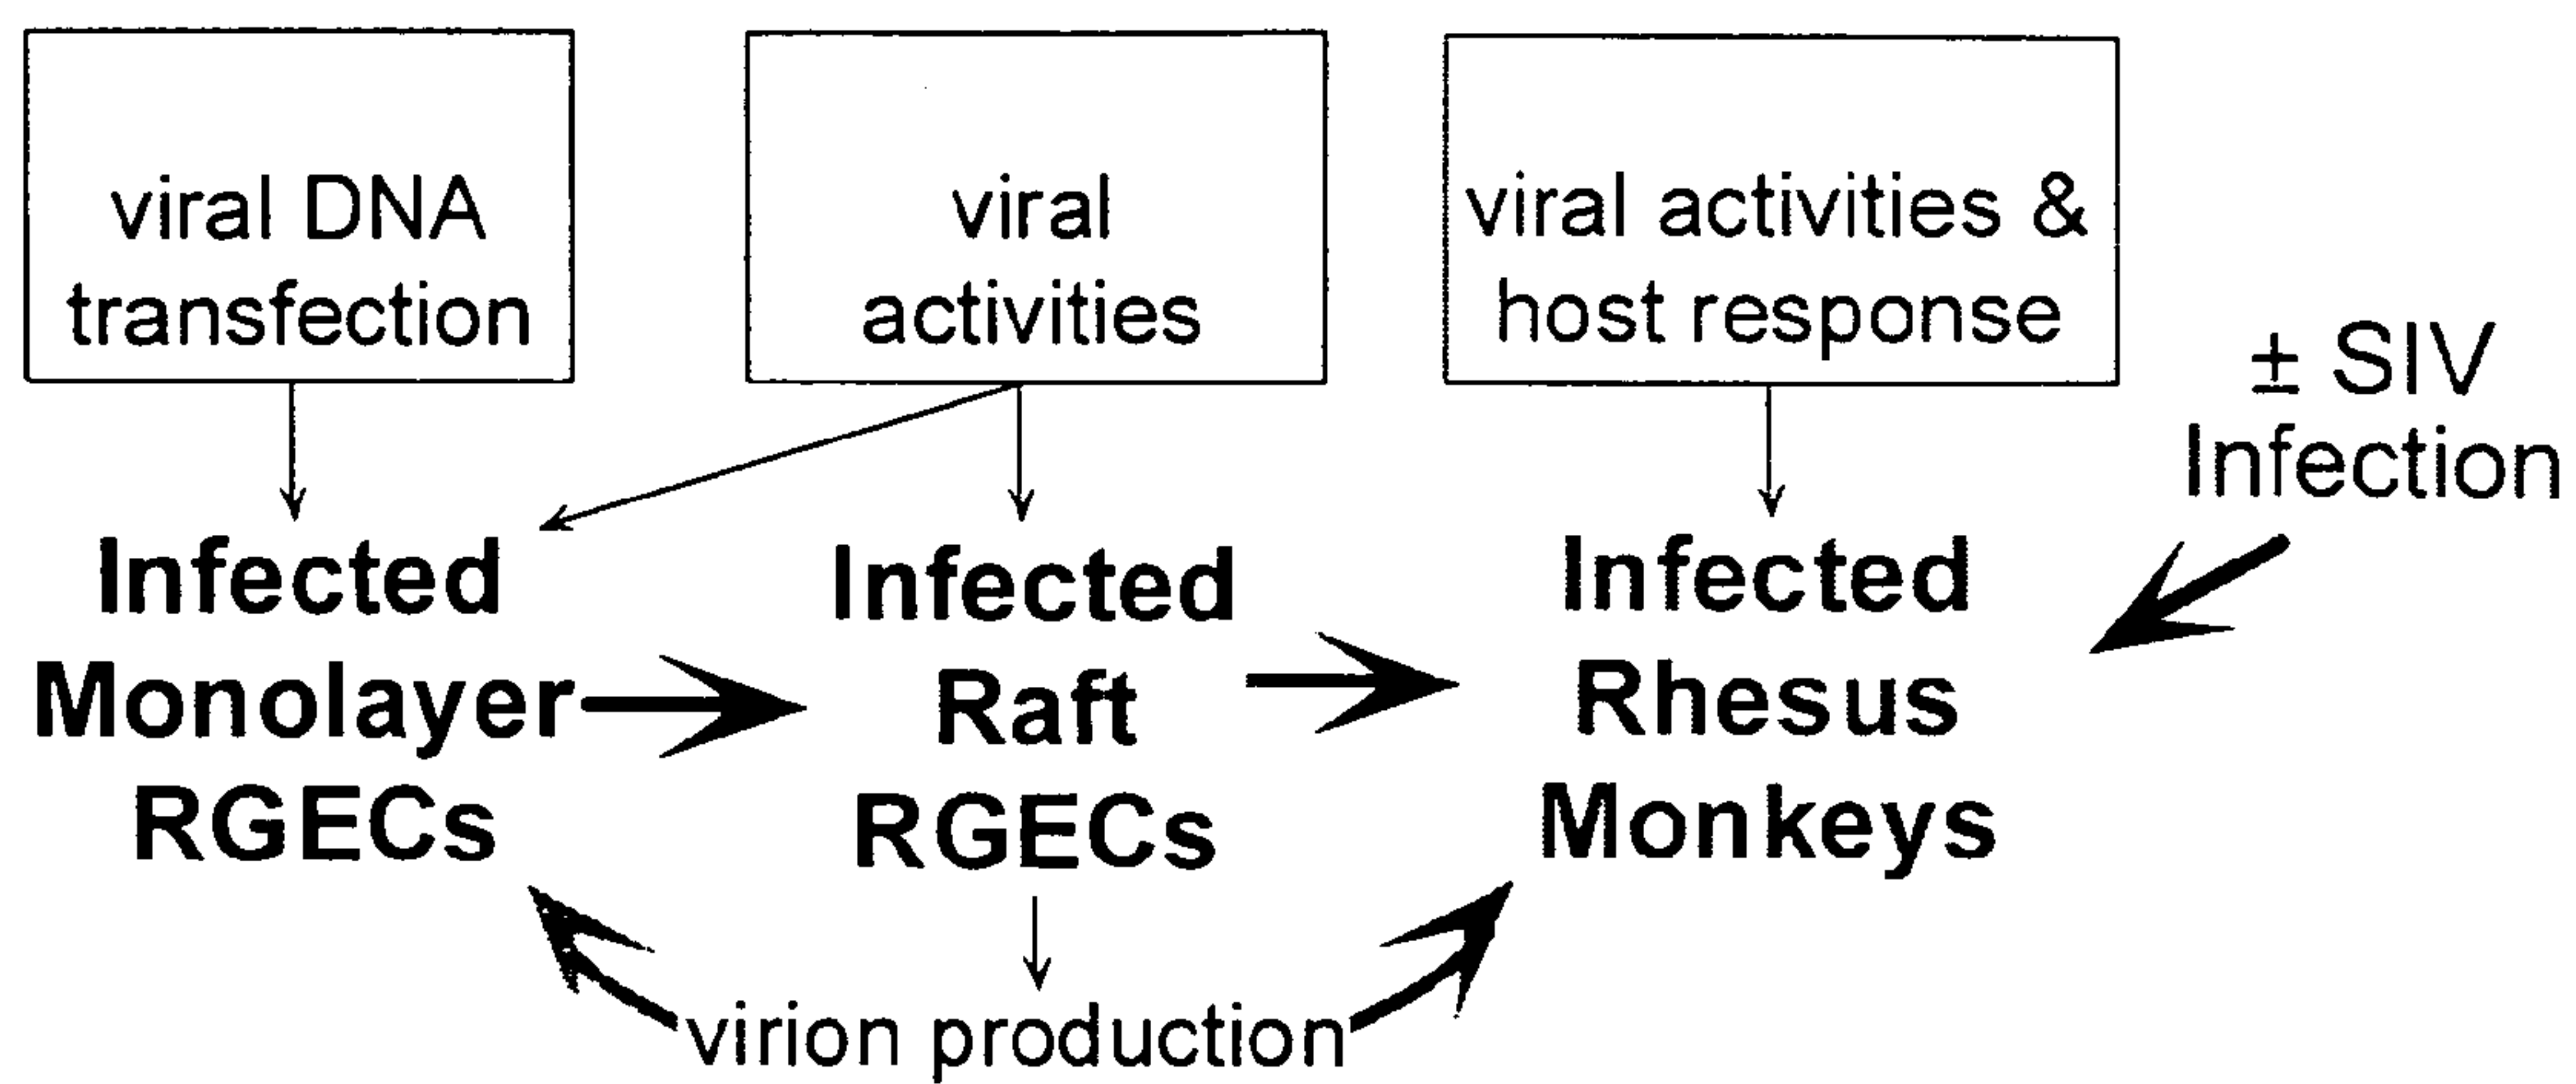 viral DNA
transfection
viral
activities
viral activities &
host response
± SIV
Infection
Infected
Monolayer
RGECs
Infected
Raft
RGECs
Infected
Rhesus
Monkeys
virion production